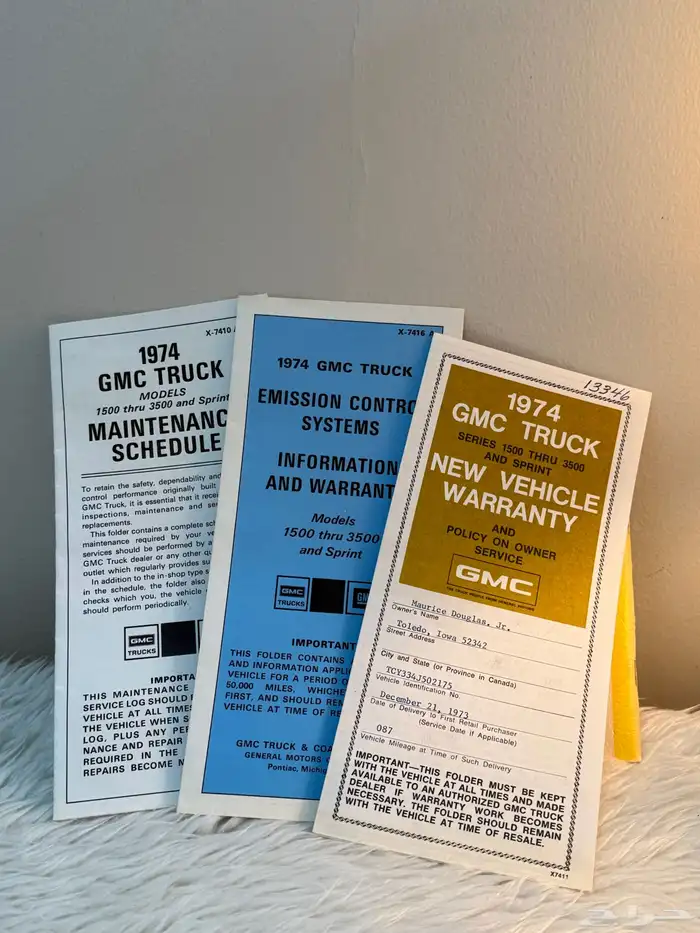 X-7410 A
1974
GMC TRUCK
MODELS
1500 thru 3500 and Sprint
MAINTENANC
SCHEDULE
To retain the safety, dependability and
control performance originally built
GMC Truck, it is essential that it recei
inspections, maintenance and se
replacements.
This folder contains a complete sch
maintenance required by your ve
services should be performed by a
GMC Truck dealer or any other qu
outlet which regularly provides su
In addition to the in-shop type s
in the schedule, the folder also
checks which you, the vehicle
should perform periodically.
GMC
TRUCKS
IMPORTA
THIS MAINTENANCE
SERVICE LOG SHOULD
VEHICLE AT ALL TIMES
THE VEHICLE WHEN S
LOG, PLUS ANY PER
NANCE AND REPAIR
REQUIRED IN THE
REPAIRS BECOME N
X-7416 A
1974 GMC TRUCK
EMISSION CONTRO
SYSTEMS
INFORMATION
AND WARRANT
Models
1500 thru 3500
and Sprint
GMC
TRUCKS
GM
IMPORTANT
THIS FOLDER CONTAINS
AND INFORMATION APPLI
VEHICLE FOR A PERIOD O
50,000 MILES, WHICHE
FIRST, AND SHOULD REM
VEHICLE AT TIME OF RE
GMC TRUCK & COA
GENERAL MOTORS C
Pontiac, Michig
13346
1974
GMC TRUCK
SERIES 1500 THRU 3500
AND SPRINT
NEW VEHICLE
WARRANTY
AND
POLICY ON OWNER
SERVICE
GMC
THE TRUCK PEOPLE FROM GENERAL MOTORS
Maurice Douglas, Jr.
Owner's Name
Toledo, Iowa 52342
Street Address
City and State (or Province in Canada)
TCY334J502175
Vehicle Identification No.
December 21, 1973
Date of Delivery to First Retail Purchaser
(Service Date if Applicable)
087
Vehicle Mileage at Time of Such Delivery
IMPORTANT—THIS FOLDER MUST BE KEPT
WITH THE VEHICLE AT ALL TIMES AND MADE
AVAILABLE TO AN AUTHORIZED GMC TRUCK
DEALER IF WARRANTY WORK BECOMES
NECESSARY. THE FOLDER SHOULD REMAIN
WITH THE VEHICLE AT TIME OF RESALE.
X7411
حراج